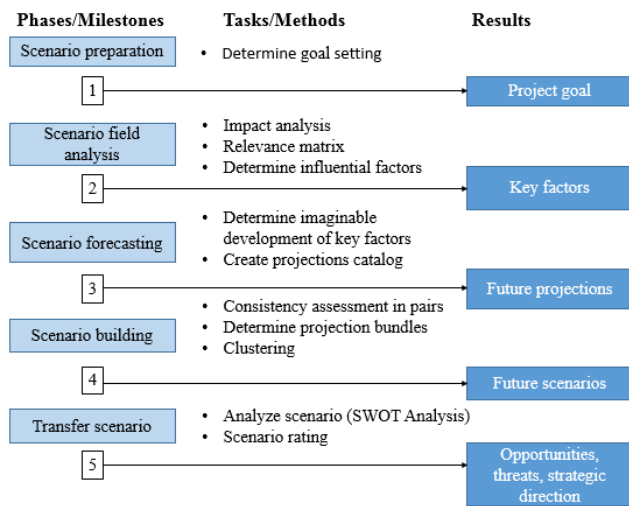 Phases/Milestones
Tasks/Methods
Results
Scenario preparation
• Determine goal setting
1
Project goal
Scenario field
analysis
• Impact analysis
• Relevance matrix
• Determine influential factors
2
Key factors
Scenario forecasting
• Determine imaginable
development of key factors
• Create projections catalog
3
Future projections
Scenario building
• Consistency assessment in pairs
• Determine projection bundles
• Clustering
4
Future scenarios
Transfer scenario
• Analyze scenario (SWOT Analysis)
• Scenario rating
5
Opportunities,
threats, strategic
direction